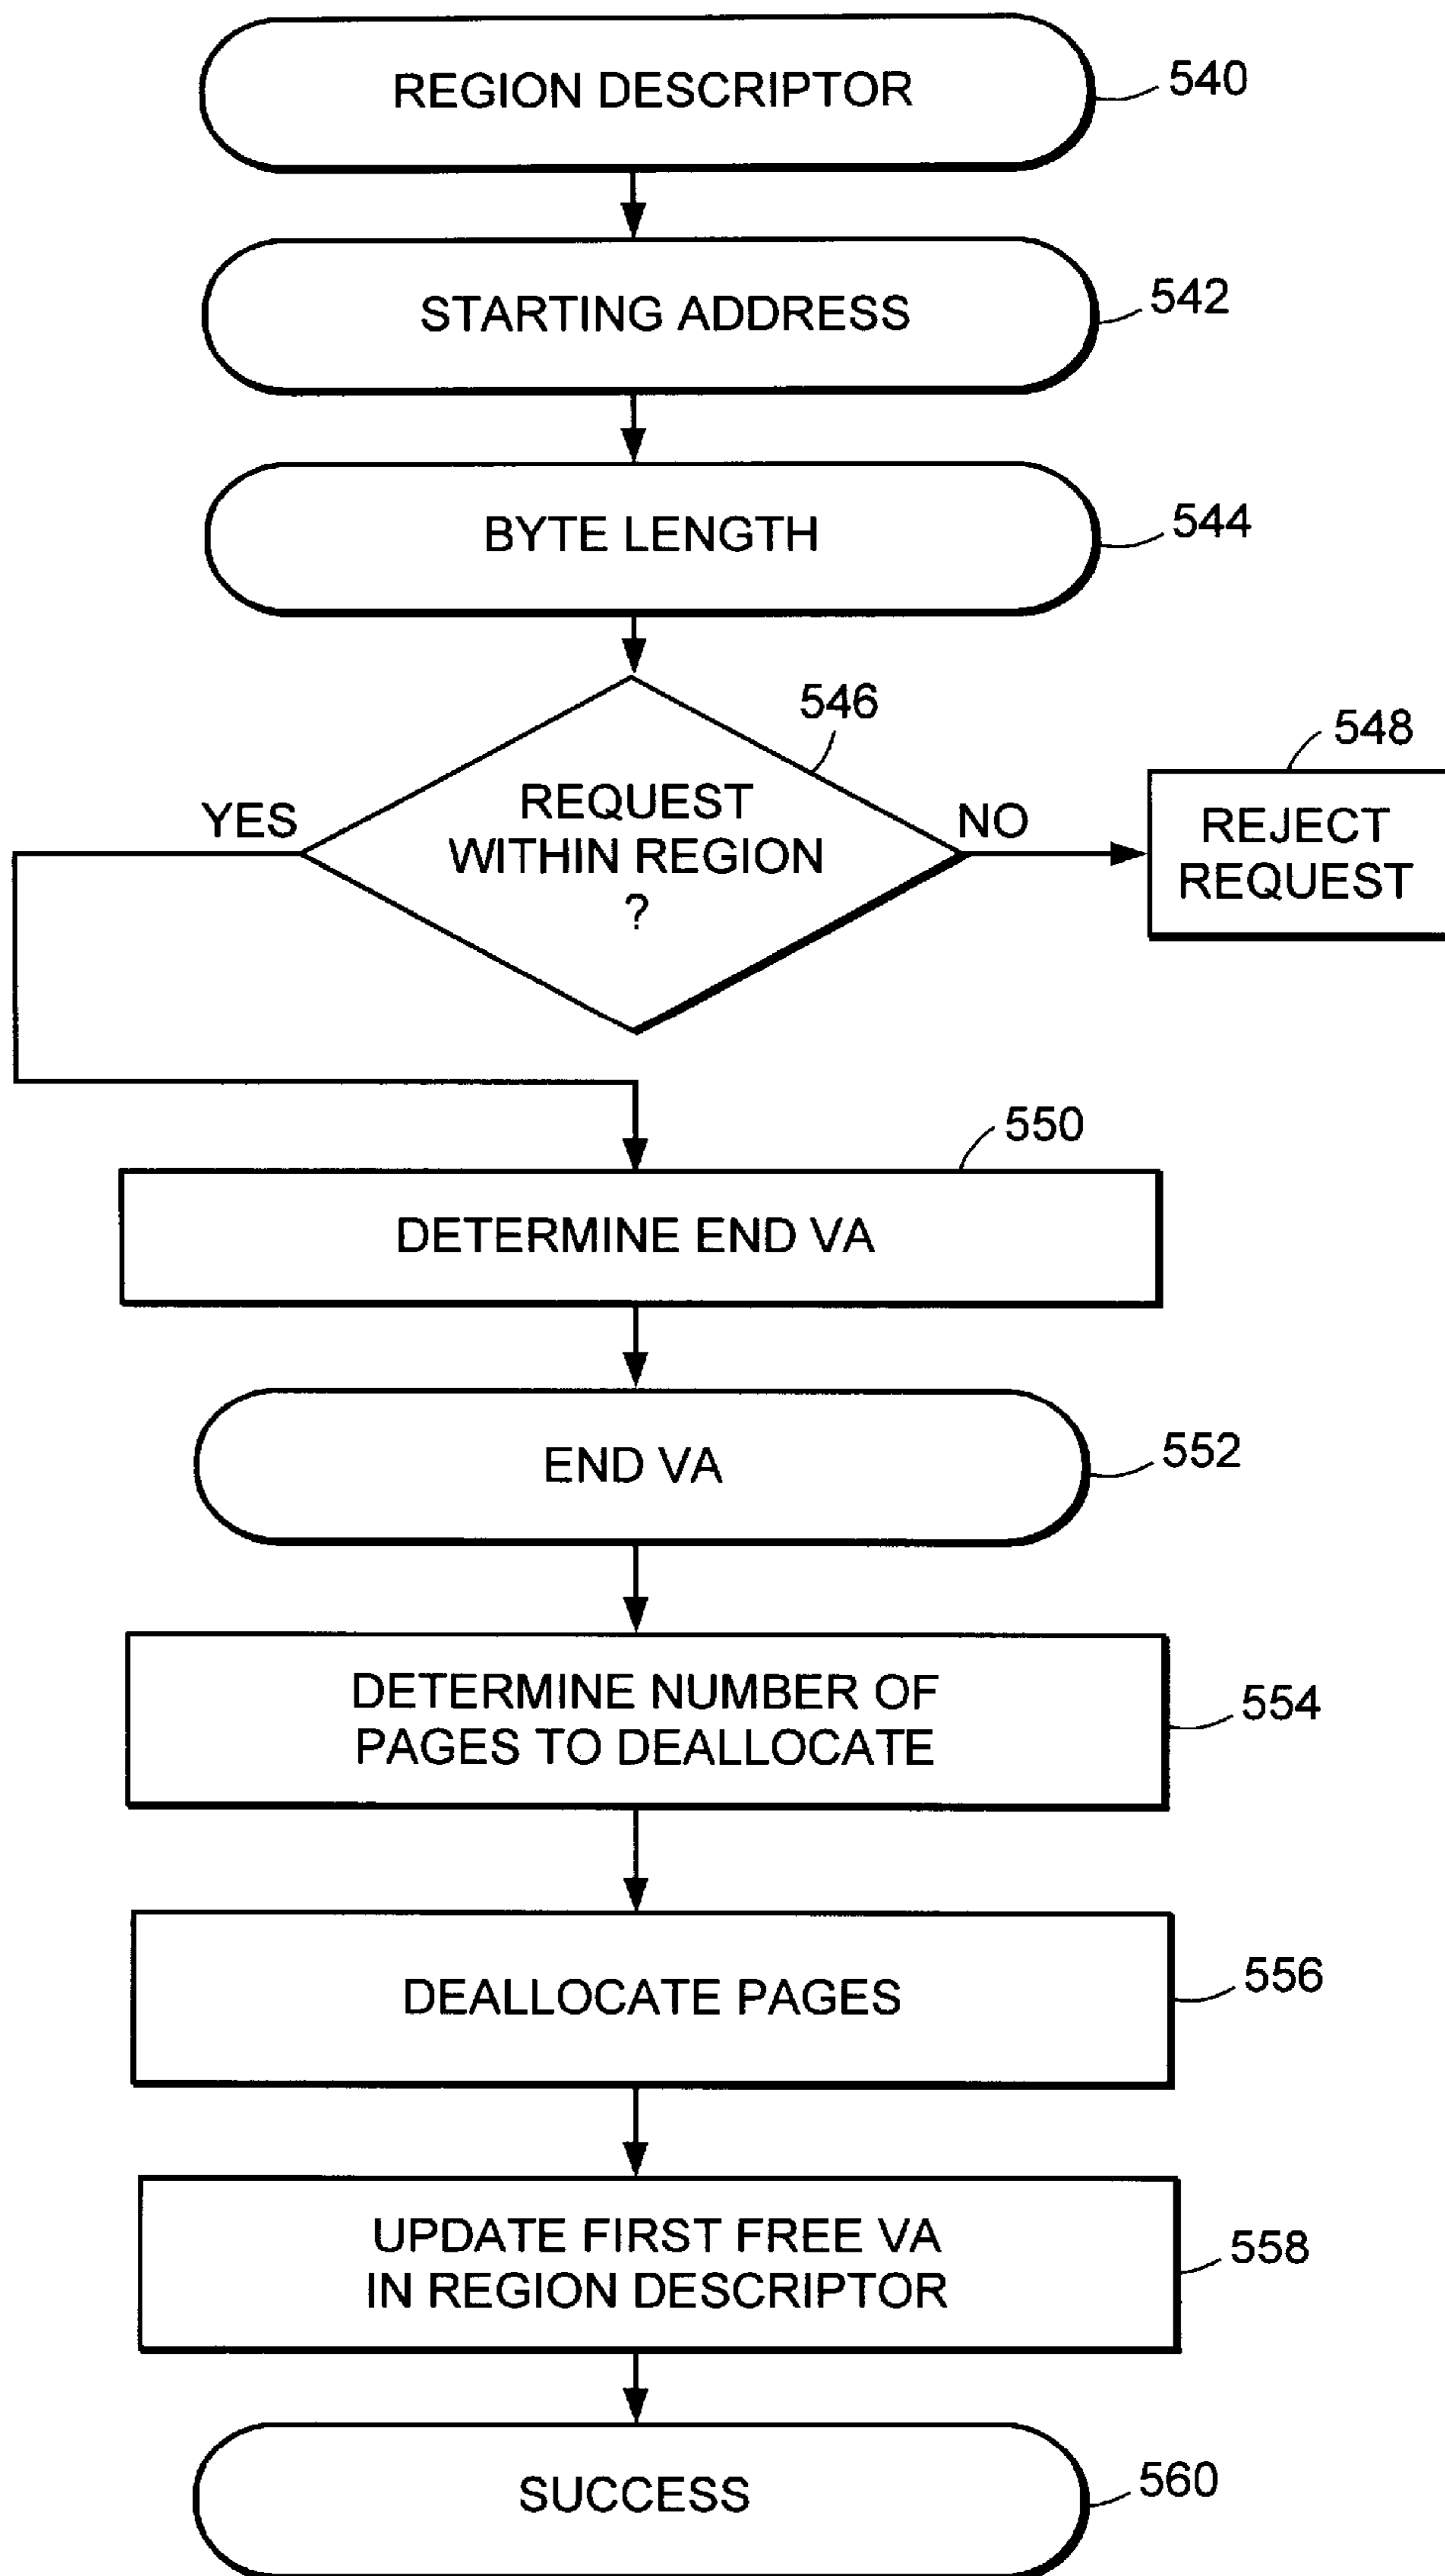 REGION DESCRIPTOR
540
STARTING ADDRESS
542
BYTE LENGTH
544
546
548
YES
REQUEST
WITHIN REGION
?
NO
REJECT
REQUEST
550
DETERMINE END VA
END VA
552
DETERMINE NUMBER OF
PAGES TO DEALLOCATE
554
DEALLOCATE PAGES
556
UPDATE FIRST FREE VA
IN REGION DESCRIPTOR
558
SUCCESS
560